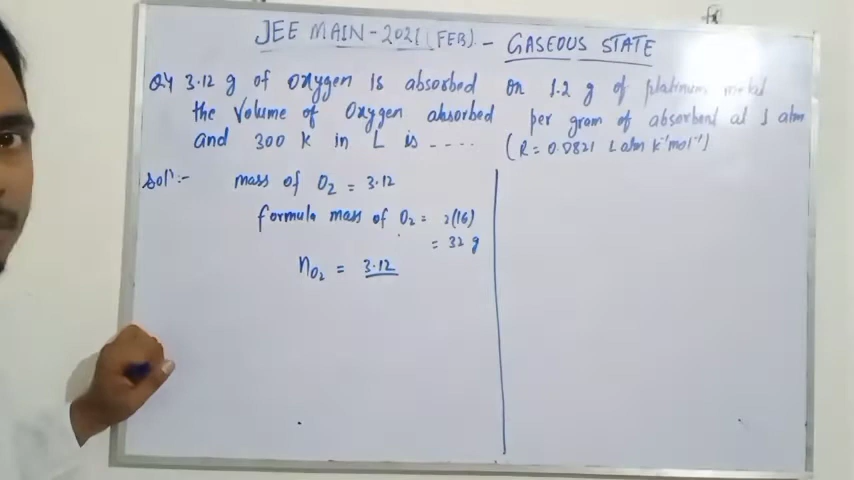 JEE MAIN-2021 (FEB) - GASEOUS STATE
Q4 3.12 g of oxygen is absorbed on 1.2 g of platinum metal
the Volume of Oxygen absorbed per gram of absorbent at 1 atm
and 300 K in L is ---- (R = 0.0821 L atm K⁻¹mol⁻¹)
Solⁿ:- mass of O₂ = 3.12
formula mass of O₂ = 2(16)
= 32 g
nO₂ = 3.12